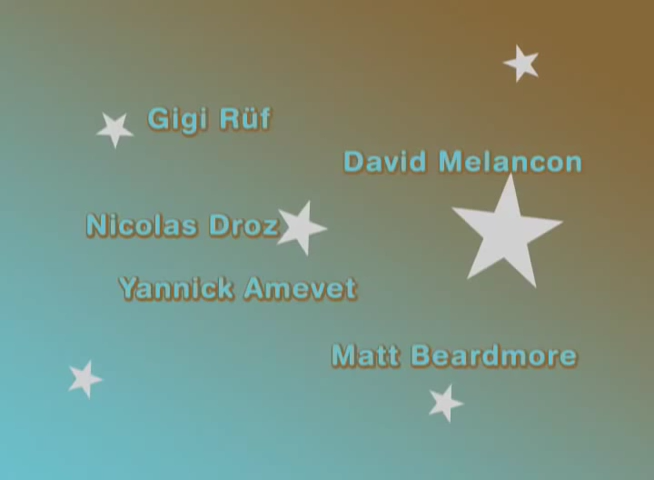 Gigi Rüf
David Melancon
Nicolas Droz
Yannick Amevet
Matt Beardmore